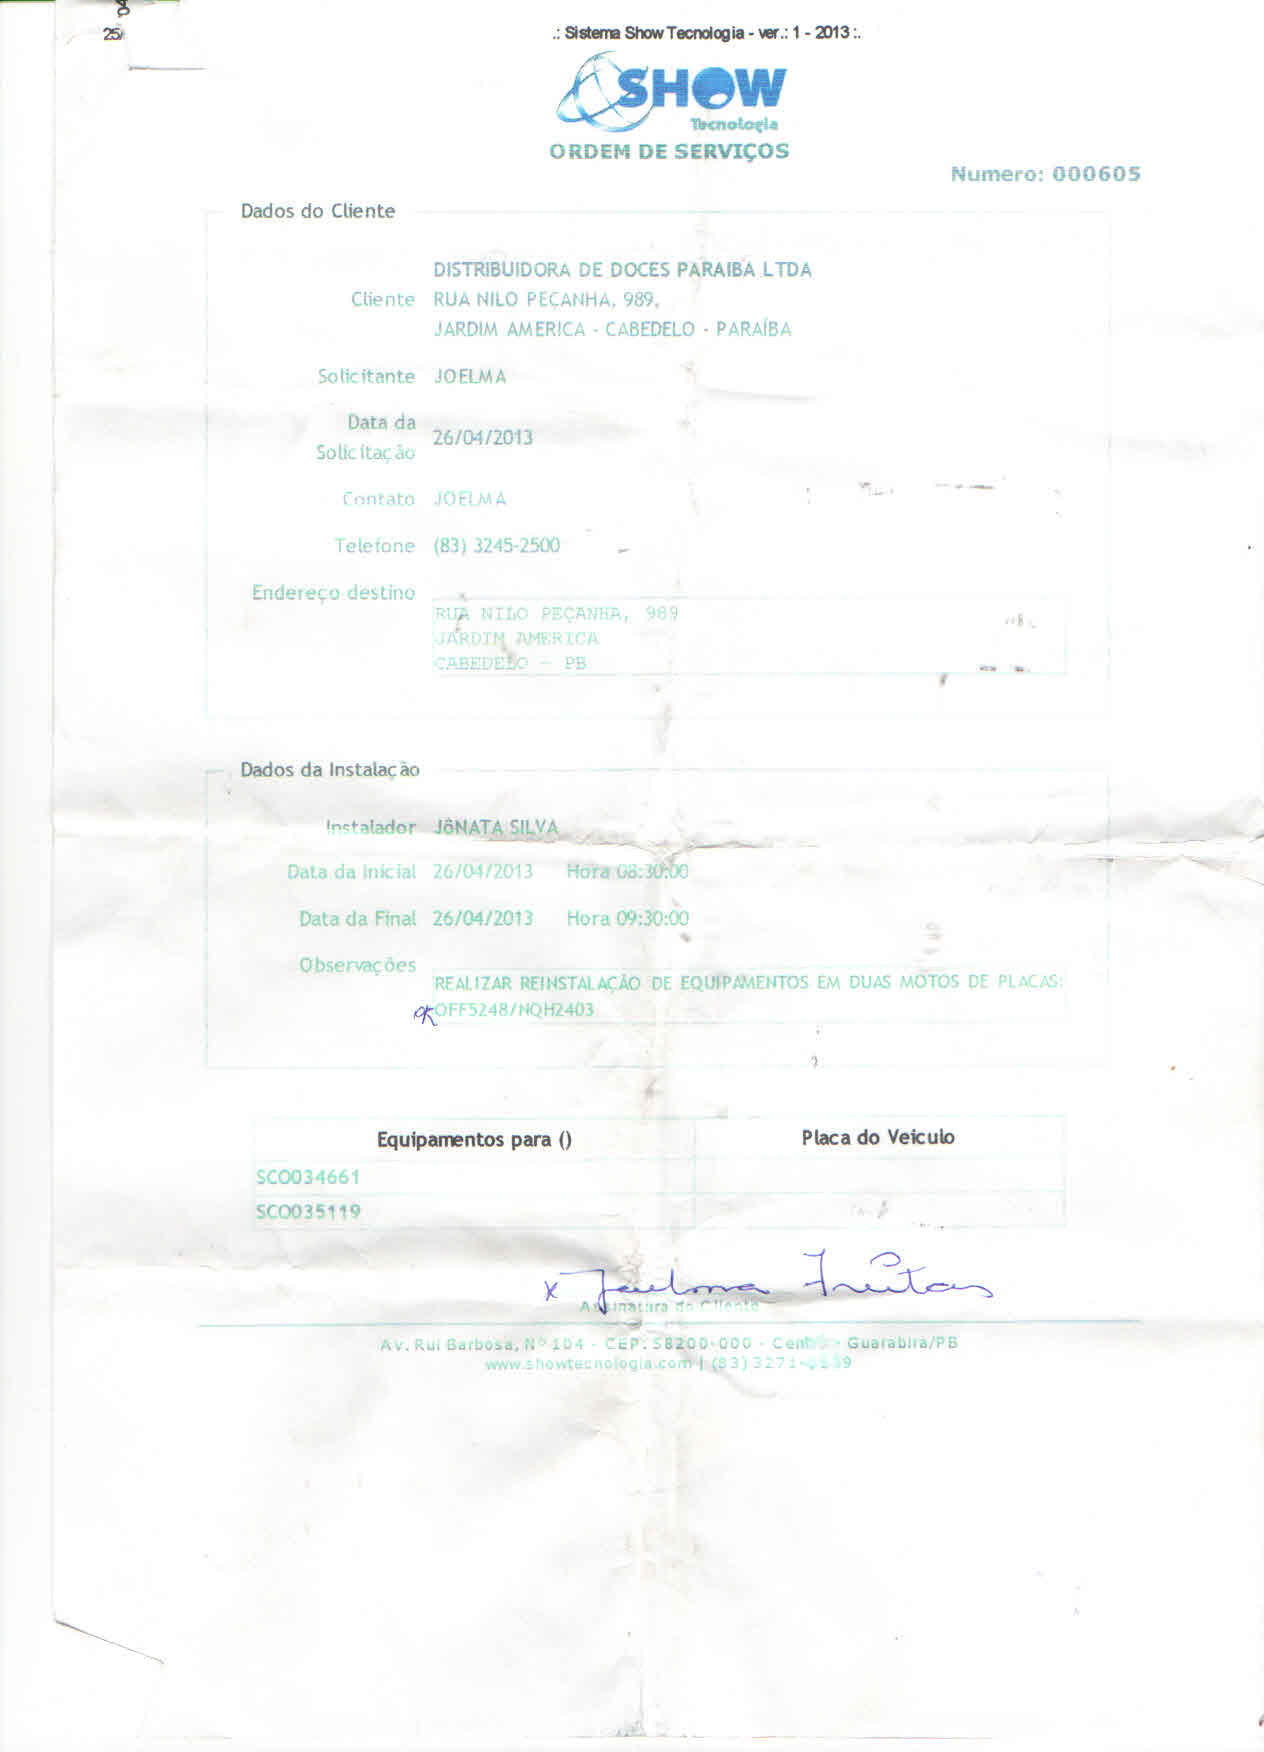 25/ 04
.: Sistema Show Tecnologia - ver.: 1 - 2013 :.
SHOW
Tecnologia
ORDEM DE SERVIÇOS
Numero: 000605
Dados do Cliente
DISTRIBUIDORA DE DOCES PARAIBA LTDA
Cliente RUA NILO PEÇANHA, 989,
JARDIM AMERICA - CABEDELO - PARAÍBA
Solicitante JOELMA
Data da
Solicitação 26/04/2013
Contato JOELMA
Telefone (83) 3245-2500
Endereço destino
RUA NILO PEÇANHA, 989
JARDIM AMERICA
CABEDELO - PB
Dados da Instalação
Instalador JÔNATA SILVA
Data da Inicial 26/04/2013 Hora 08:30:00
Data da Final 26/04/2013 Hora 09:30:00
Observações
REALIZAR REINSTALAÇÃO DE EQUIPAMENTOS EM DUAS MOTOS DE PLACAS:
ok OFF5248/NQH2403
Equipamentos para () Placa do Veiculo
SCO034661
SCO035119
x Joelma Freitas
Assinatura do Cliente
Av. Rui Barbosa, Nº 104 - CEP: 58200-000 - Centro - Guarabira/PB
www.showtecnologia.com | (83) 3271-